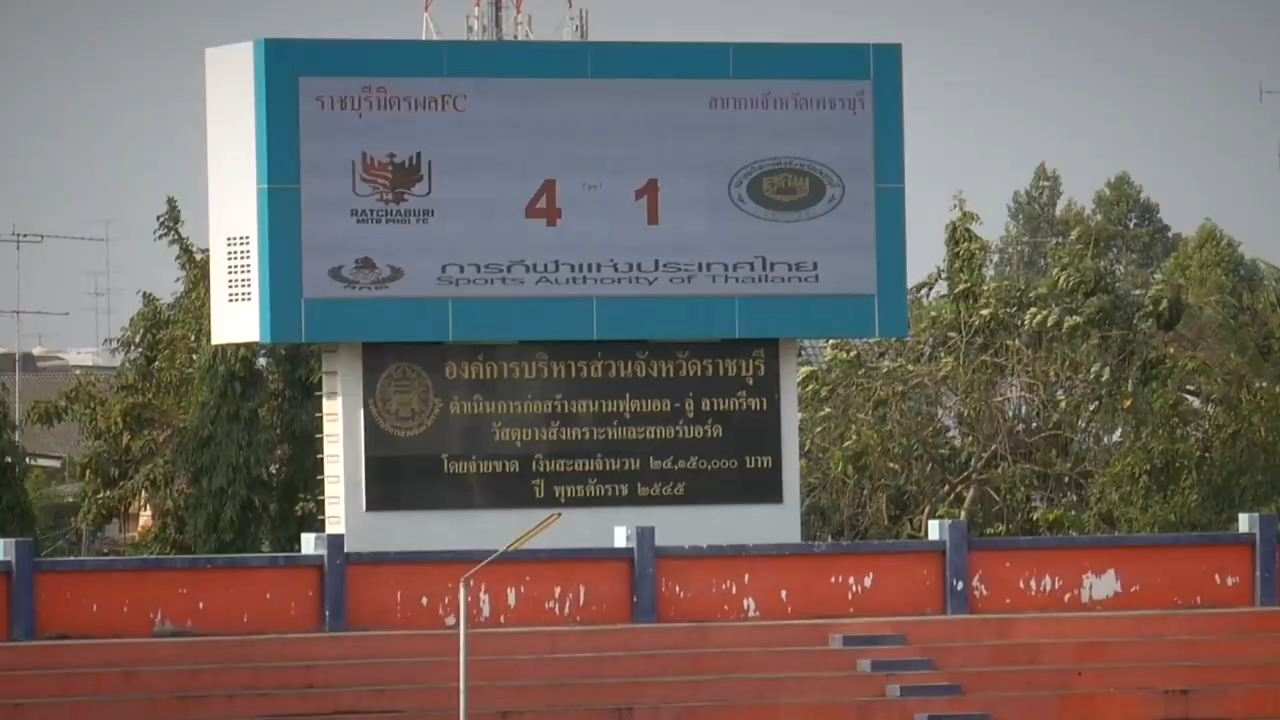 ราชบุรีมิตรผลFC
สมาคมจังหวัดเพชรบุรี
RATCHABURI
MITR PHOL FC
4
1
การกีฬาแห่งประเทศไทย
Sports Authority of Thailand
องค์การบริหารส่วนจังหวัดราชบุรี
ดำเนินการก่อสร้างสนามฟุตบอล - ลู่ ลานกรีฑา
วัสดุยางสังเคราะห์และสกอร์บอร์ด
โดยจ่ายขาด เงินสะสมจำนวน ๒๔,๑๕๐,๐๐๐ บาท
ปี พุทธศักราช ๒๕๔๕